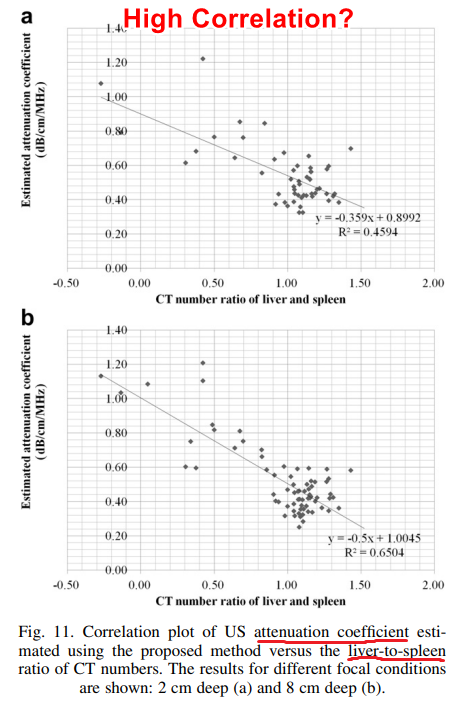 a
High Correlation?
Estimated attenuation coefficient
(dB/cm/MHz)
1.40
1.20
1.00
0.80
0.60
0.40
0.20
0.00
y = -0.359x + 0.8992
R² = 0.4594
-0.50 0.00 0.50 1.00 1.50 2.00
CT number ratio of liver and spleen
b
Estimated attenuation coefficient
(dB/cm/MHz)
1.40
1.20
1.00
0.80
0.60
0.40
0.20
0.00
y = -0.5x + 1.0045
R² = 0.6504
-0.50 0.00 0.50 1.00 1.50 2.00
CT number ratio of liver and spleen
Fig. 11. Correlation plot of US attenuation coefficient esti-
mated using the proposed method versus the liver-to-spleen
ratio of CT numbers. The results for different focal conditions
are shown: 2 cm deep (a) and 8 cm deep (b).